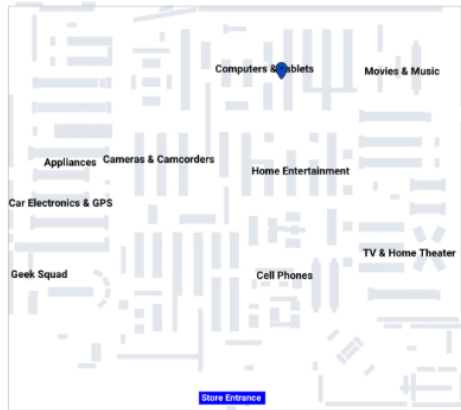 Computers & Tablets
Movies & Music
Cameras & Camcorders
Appliances
Home Entertainment
Car Electronics & GPS
TV & Home Theater
Geek Squad
Cell Phones
Store Entrance